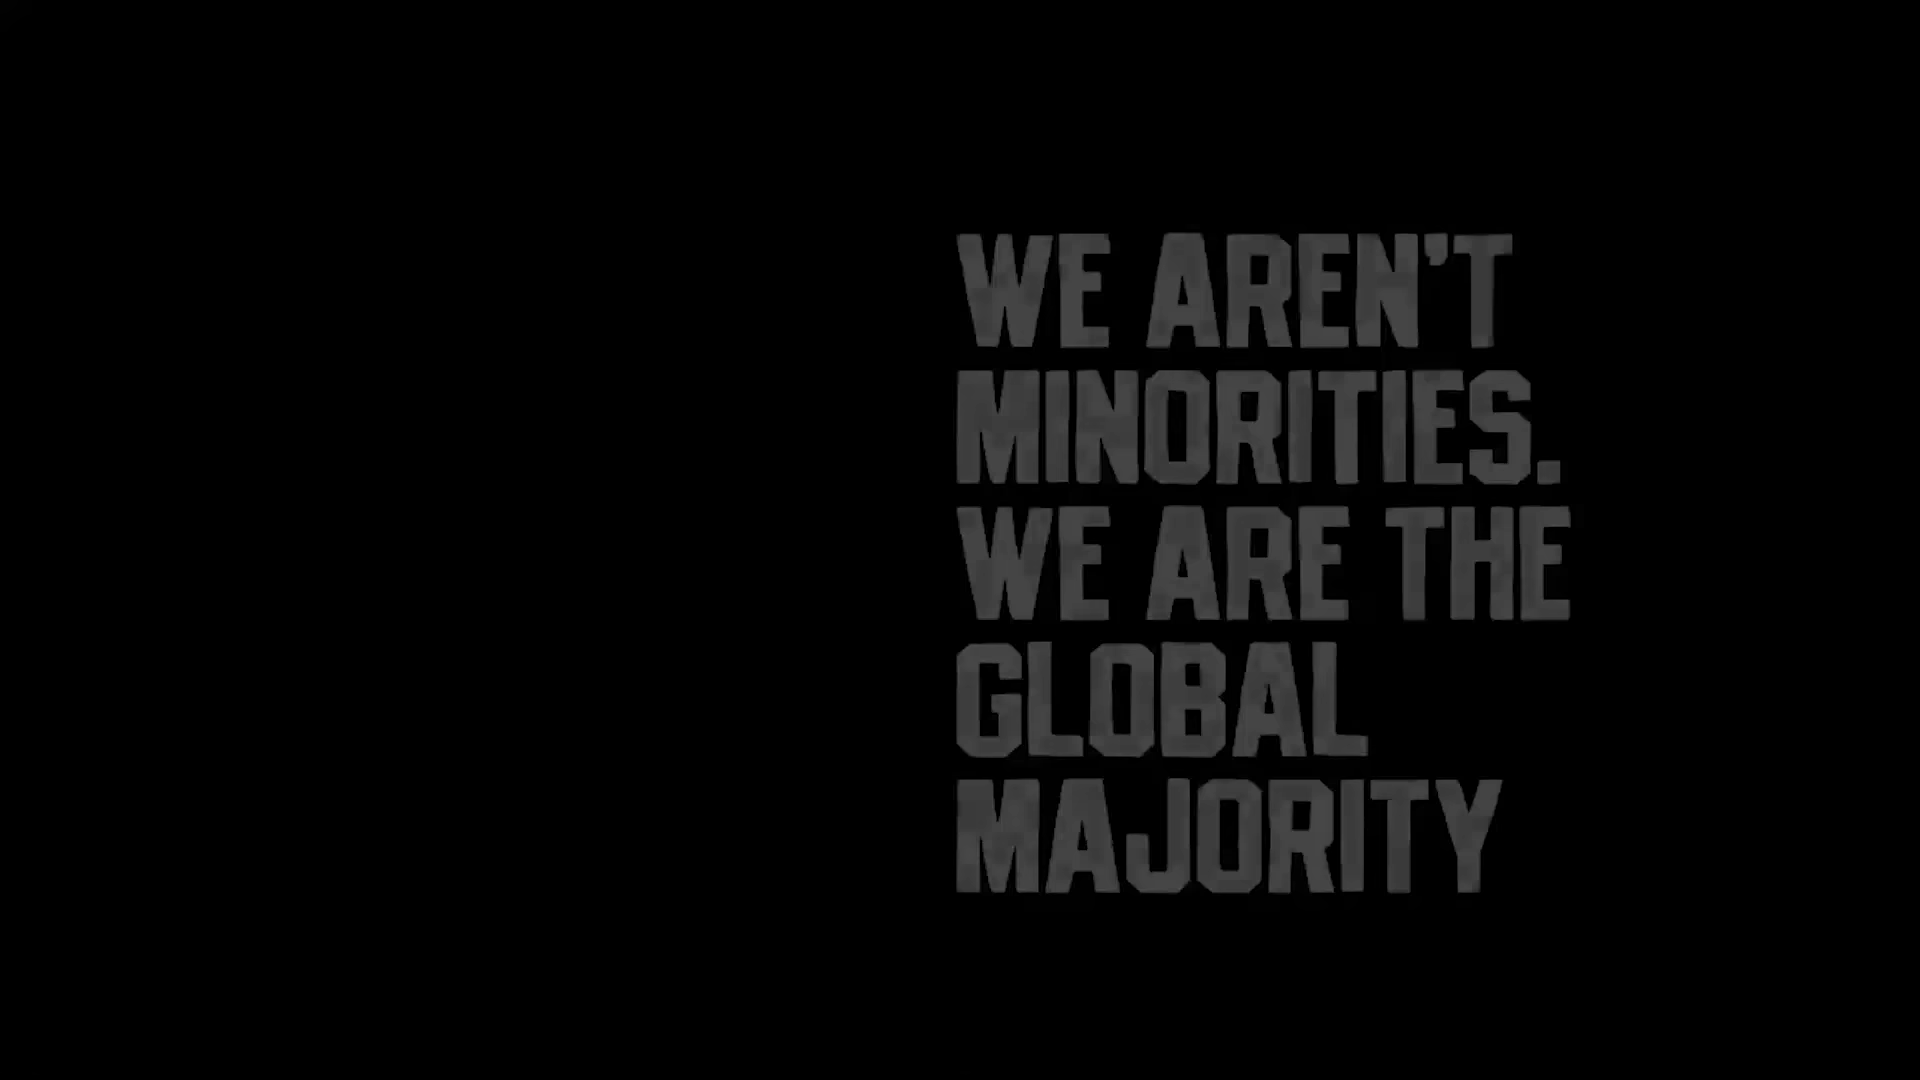 WE AREN'T
MINORITIES.
WE ARE THE
GLOBAL
MAJORITY